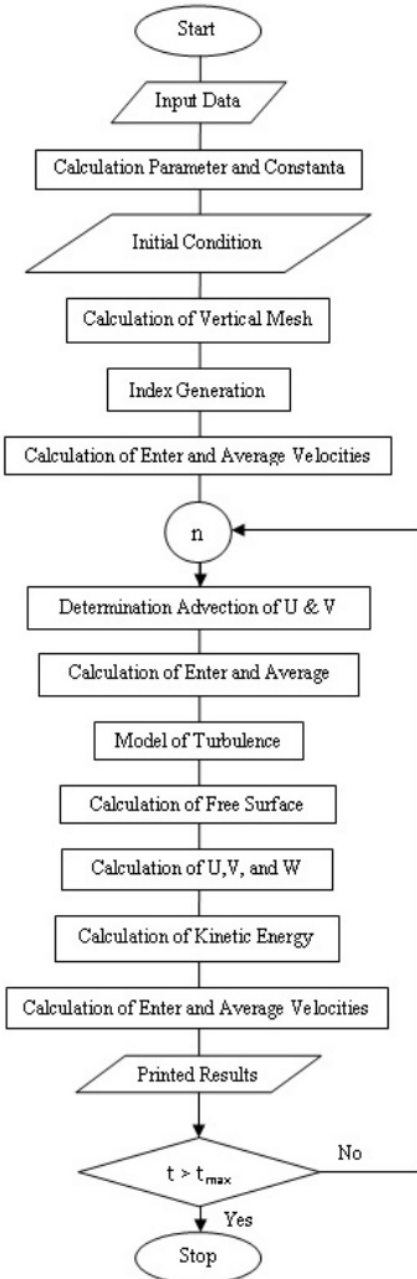 Start
Input Data
Calculation Parameter and Constanta
Initial Condition
Calculation of Vertical Mesh
Index Generation
Calculation of Enter and Average Velocities
n
Determination Advection of U & V
Calculation of Enter and Average
Model of Turbulence
Calculation of Free Surface
Calculation of U,V, and W
Calculation of Kinetic Energy
Calculation of Enter and Average Velocities
Printed Results
t > tmax
No
Yes
Stop